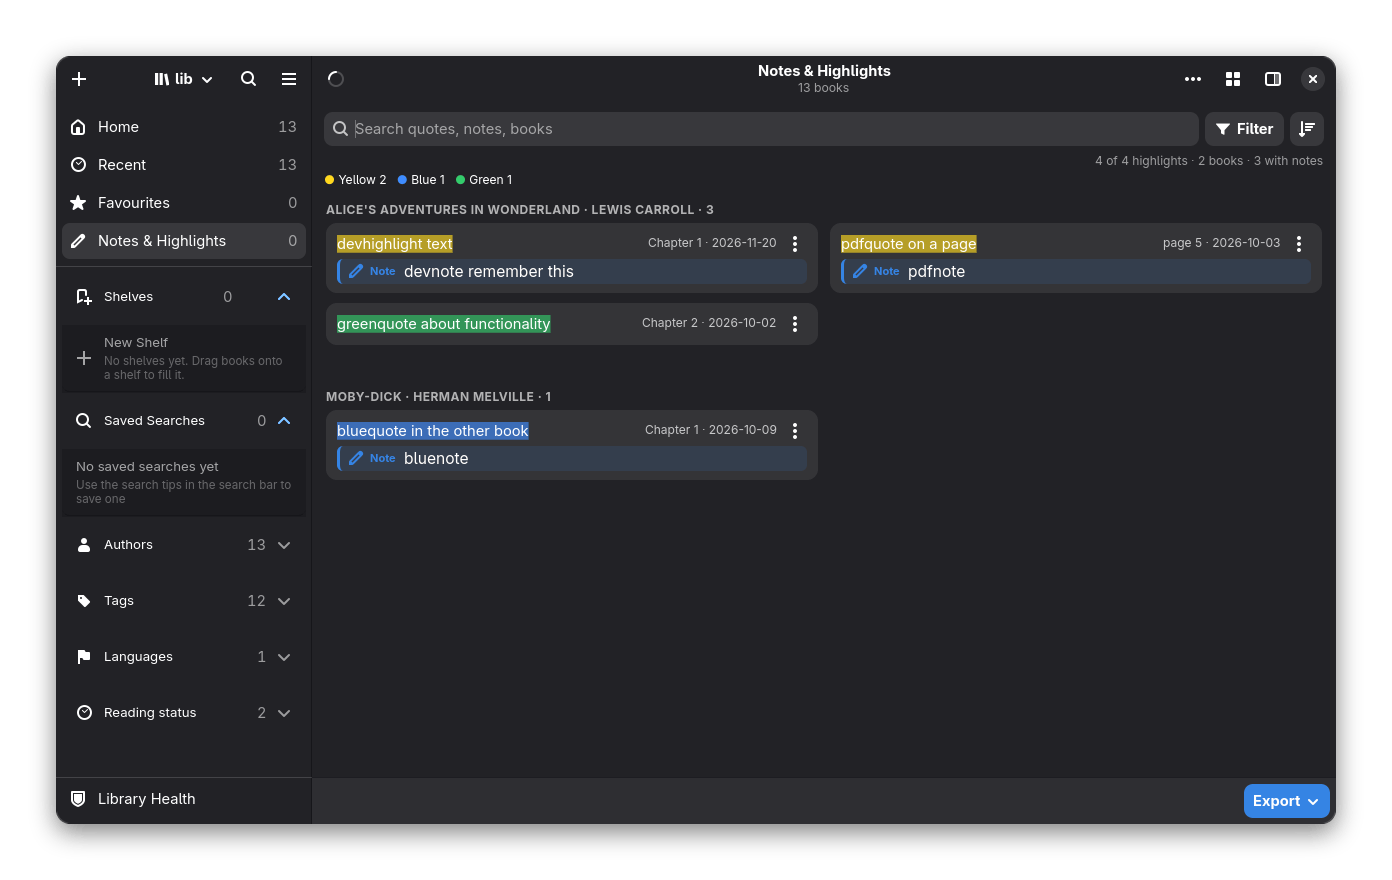 lib
Home 13
Recent 13
Favourites 0
Notes & Highlights 0
Shelves 0
New Shelf
No shelves yet. Drag books onto
a shelf to fill it.
Saved Searches 0
No saved searches yet
Use the search tips in the search bar to
save one
Authors 13
Tags 12
Languages 1
Reading status 2
Library Health
Notes & Highlights
13 books
Search quotes, notes, books
Filter
4 of 4 highlights · 2 books · 3 with notes
Yellow 2 Blue 1 Green 1
ALICE'S ADVENTURES IN WONDERLAND · LEWIS CARROLL · 3
devhighlight text Chapter 1 · 2026-11-20
Note devnote remember this
pdfquote on a page page 5 · 2026-10-03
Note pdfnote
greenquote about functionality Chapter 2 · 2026-10-02
MOBY-DICK · HERMAN MELVILLE · 1
bluequote in the other book Chapter 1 · 2026-10-09
Note bluenote
Export